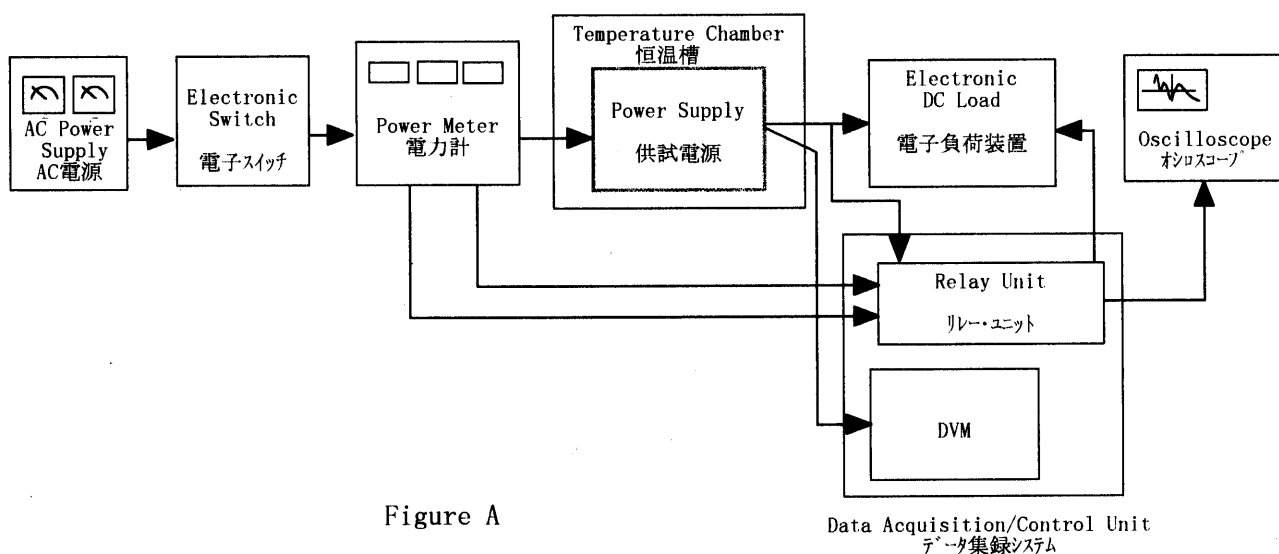 AC Power
Supply
AC電源
Electronic
Switch
電子スイッチ
Power Meter
電力計
Temperature Chamber
恒温槽
Power Supply
供試電源
Electronic
DC Load
電子負荷装置
Oscilloscope
オシロスコープ
Relay Unit
リレー・ユニット
DVM
Figure A
Data Acquisition/Control Unit
データ集録システム